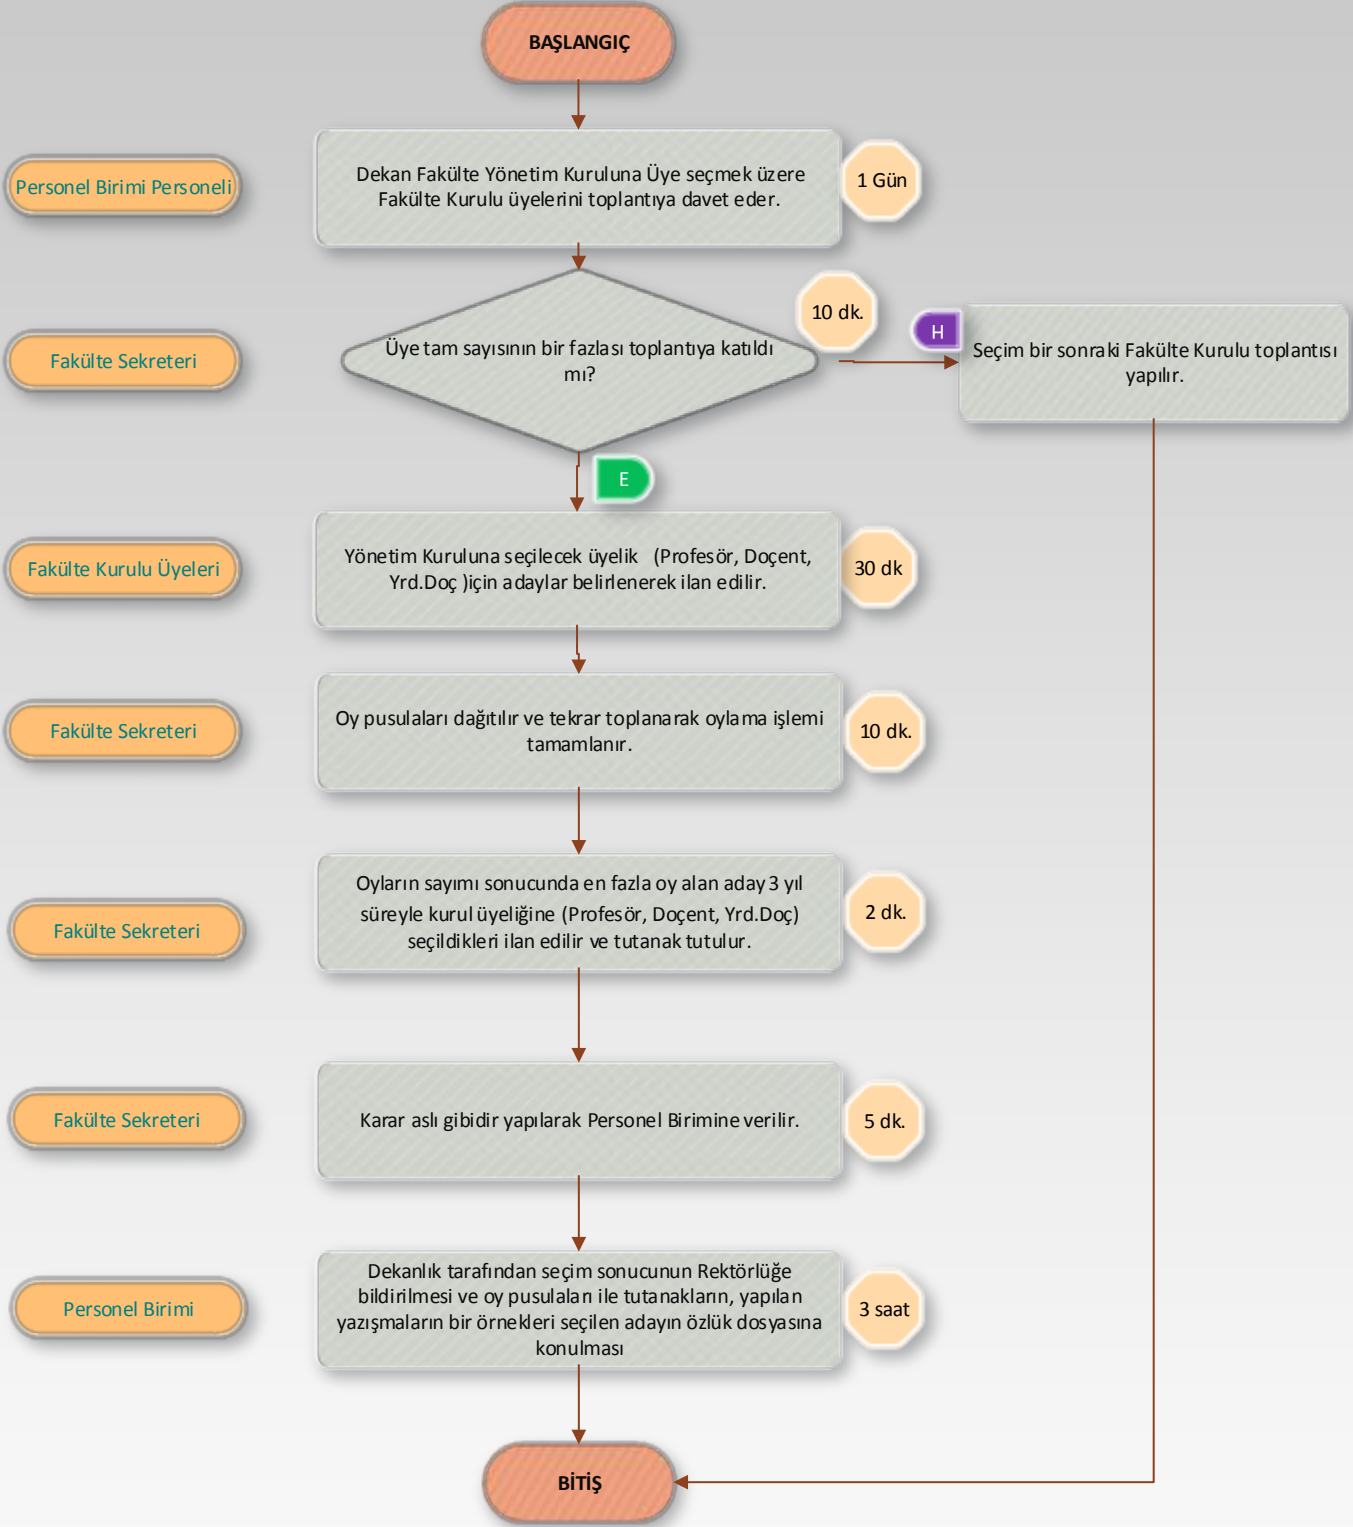 BAŞLANGIÇ
Personel Birimi Personeli
Dekan Fakülte Yönetim Kuruluna Üye seçmek üzere
Fakülte Kurulu üyelerini toplantıya davet eder.
1 Gün
Fakülte Sekreteri
Üye tam sayısının bir fazlası toplantıya katıldı
mı?
10 dk.
H
Seçim bir sonraki Fakülte Kurulu toplantısı
yapılır.
E
Fakülte Kurulu Üyeleri
Yönetim Kuruluna seçilecek üyelik (Profesör, Doçent,
Yrd.Doç )için adaylar belirlenerek ilan edilir.
30 dk
Fakülte Sekreteri
Oy pusulaları dağıtılır ve tekrar toplanarak oylama işlemi
tamamlanır.
10 dk.
Fakülte Sekreteri
Oyların sayımı sonucunda en fazla oy alan aday 3 yıl
süreyle kurul üyeliğine (Profesör, Doçent, Yrd.Doç)
seçildikleri ilan edilir ve tutanak tutulur.
2 dk.
Fakülte Sekreteri
Karar aslı gibidir yapılarak Personel Birimine verilir.
5 dk.
Personel Birimi
Dekanlık tarafından seçim sonucunun Rektörlüğe
bildirilmesi ve oy pusulaları ile tutanakların, yapılan
yazışmaların bir örnekleri seçilen adayın özlük dosyasına
konulması
3 saat
BİTİŞ